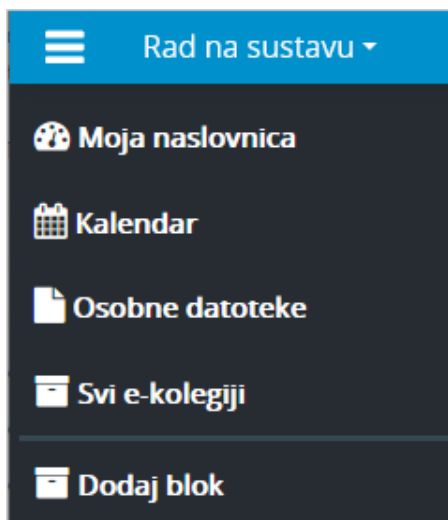 Rad na sustavu
Moja naslovnica
Kalendar
Osobne datoteke
Svi e-kolegiji
Dodaj blok